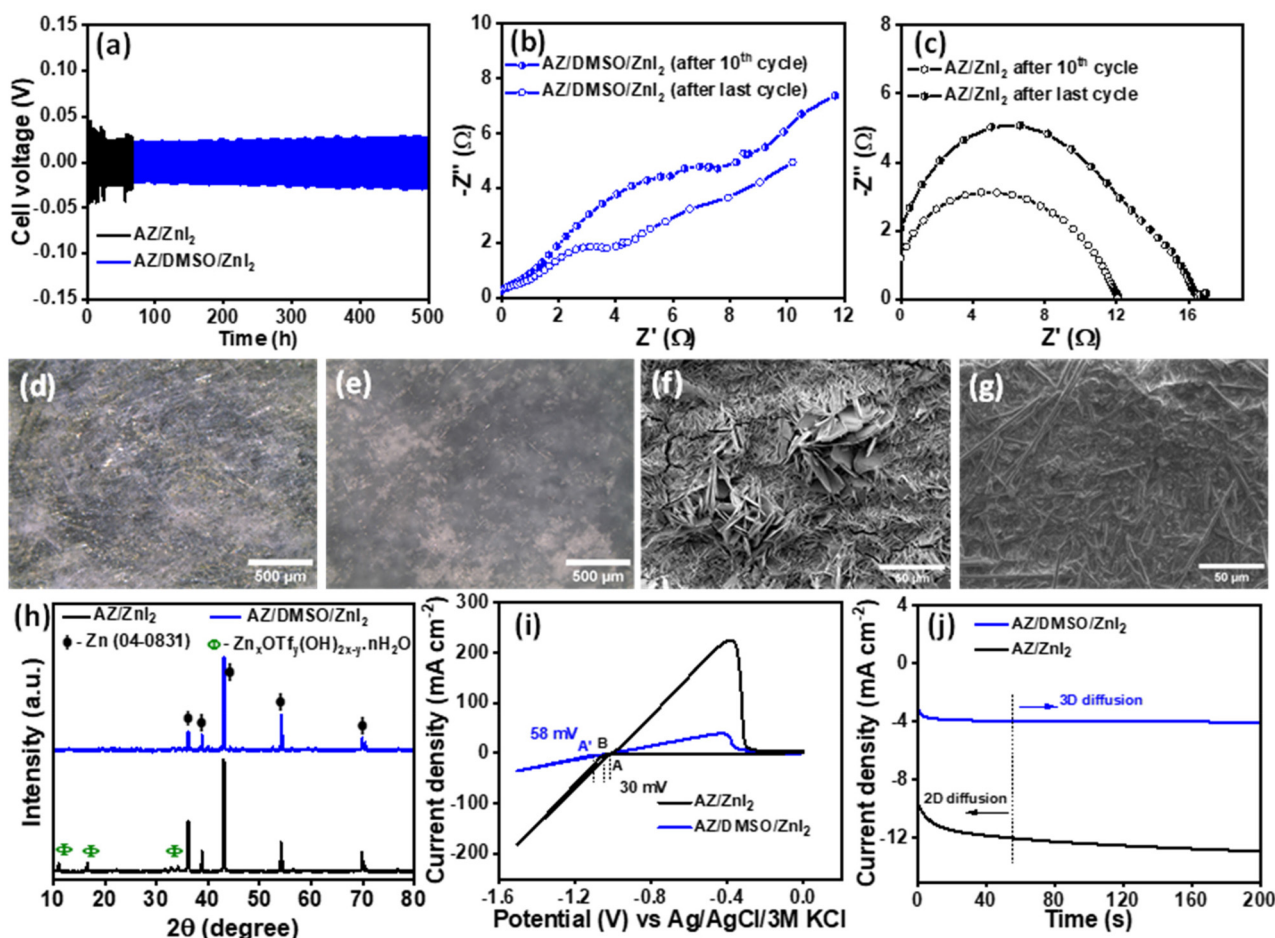 (a)
0.15
0.10
0.05
0.00
-0.05
-0.10
-0.15
Cell voltage (V)
AZ/ZnI2
AZ/DMSO/ZnI2
0 100 200 300 400 500
Time (h)
(b)
10
8
6
4
2
0
-Z'' (Ω)
AZ/DMSO/ZnI2 (after 10th cycle)
AZ/DMSO/ZnI2 (after last cycle)
0 2 4 6 8 10 12
Z' (Ω)
(c)
8
6
4
2
0
-Z'' (Ω)
AZ/ZnI2 after 10th cycle
AZ/ZnI2 after last cycle
0 4 8 12 16
Z' (Ω)
(d)
500 µm
(e)
500 µm
(f)
50 µm
(g)
50 µm
(h)
AZ/ZnI2 AZ/DMSO/ZnI2
- Zn (04-0831) - ZnxOTfy(OH)2x-y.nH2O
Intensity (a.u.)
10 20 30 40 50 60 70 80
2θ (degree)
(i)
300
200
100
0
-100
-200
Current density (mA cm-2)
58 mV
A' B
A
30 mV
AZ/ZnI2
AZ/DMSO/ZnI2
-1.6 -1.2 -0.8 -0.4 0.0
Potential (V) vs Ag/AgCl/3M KCl
(j)
4
0
-4
-8
-12
Current density (mA cm-2)
AZ/DMSO/ZnI2
AZ/ZnI2
3D diffusion
2D diffusion
0 40 80 120 160 200
Time (s)